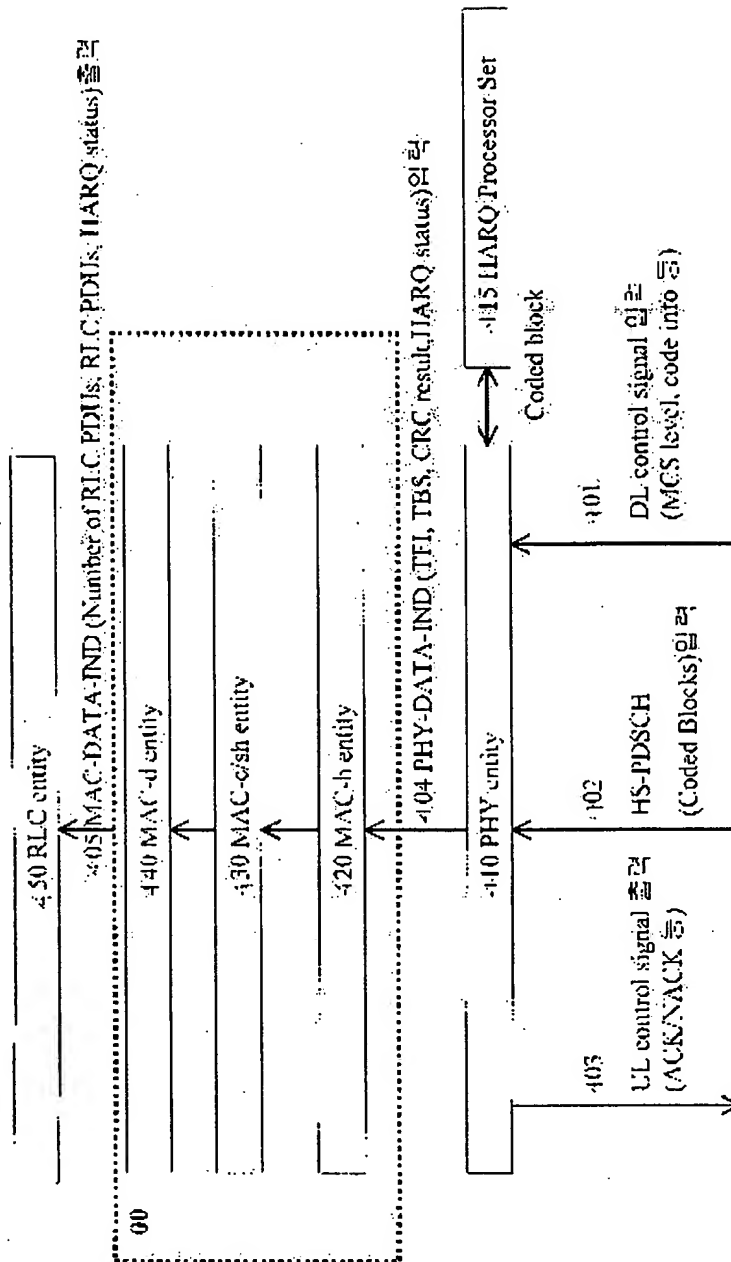 450 RLC entity
405 MAC-DATA-IND (Number of RLC PDUs, RLC PDUs, HARQ status)출력
440 MAC-d entity
430 MAC-c/sh entity
420 MAC-h entity
00
404 PHY-DATA-IND (TFI, TBS, CRC result,HARQ status)입력
410 PHY entity
415 HARQ Processor Set
Coded block
403
UL control signal 출력
(ACK/NACK 등)
402
HS-PDSCH
(Coded Blocks)입력
401
DL control signal 입력
(MCS level, code info 등)